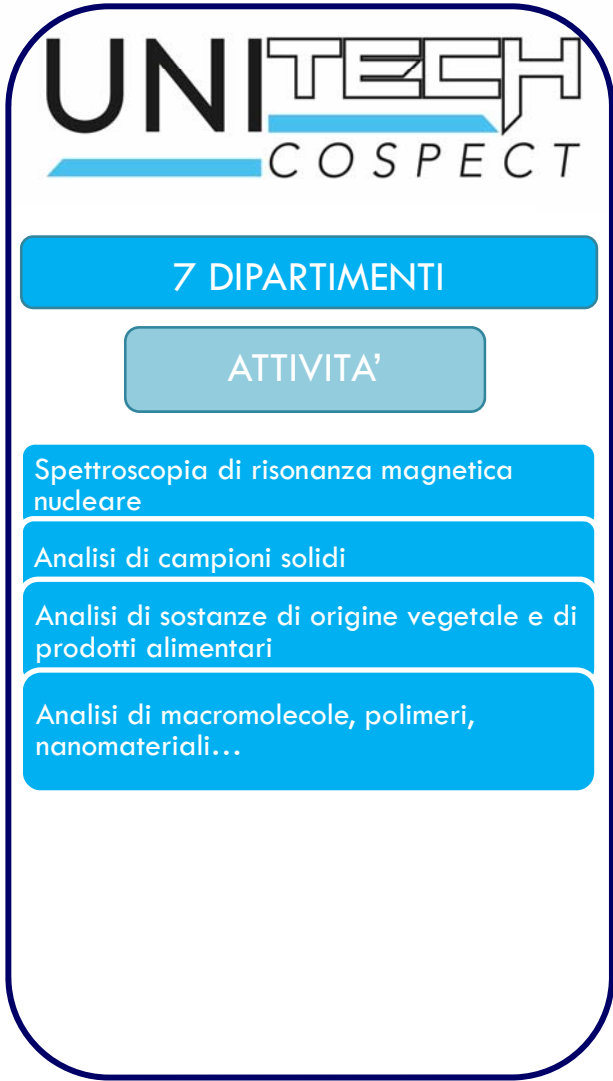 UNITECH
COSPECT
7 DIPARTIMENTI
ATTIVITA’
Spettroscopia di risonanza magnetica
nucleare
Analisi di campioni solidi
Analisi di sostanze di origine vegetale e di
prodotti alimentari
Analisi di macromolecole, polimeri,
nanomateriali…